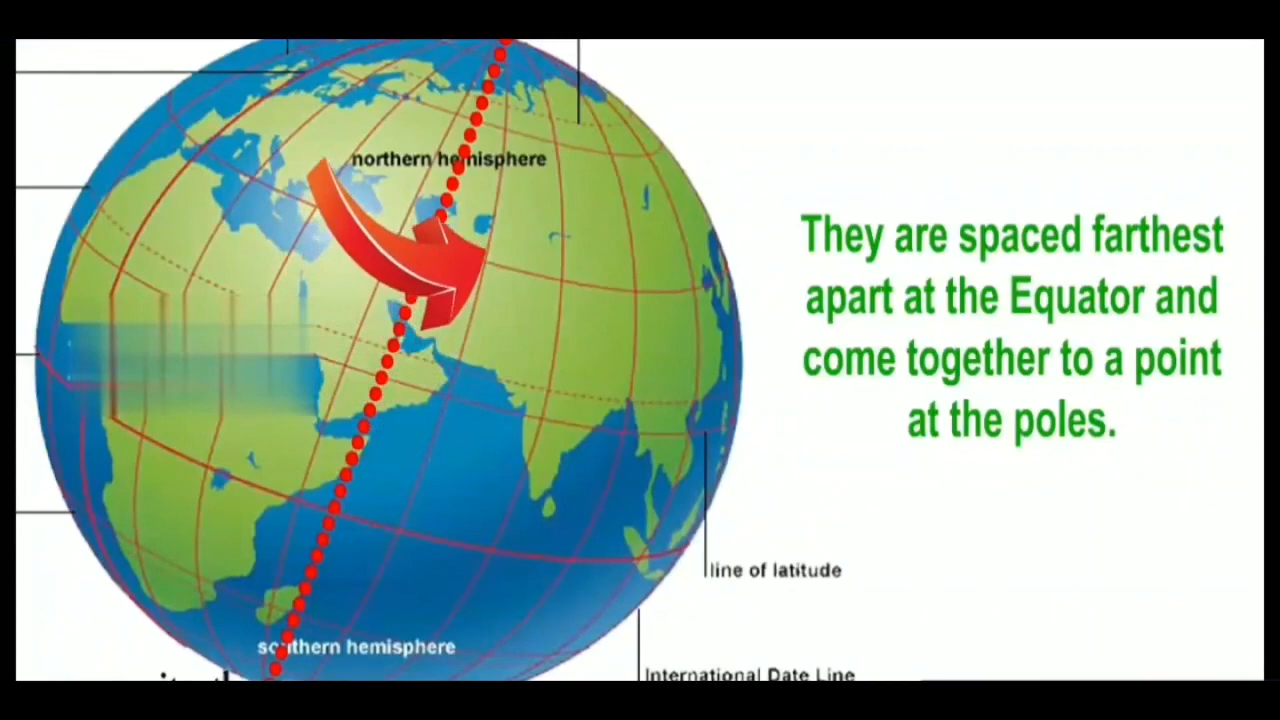 northern hemisphere
They are spaced farthest
apart at the Equator and
come together to a point
at the poles.
line of latitude
southern hemisphere
International Date Line